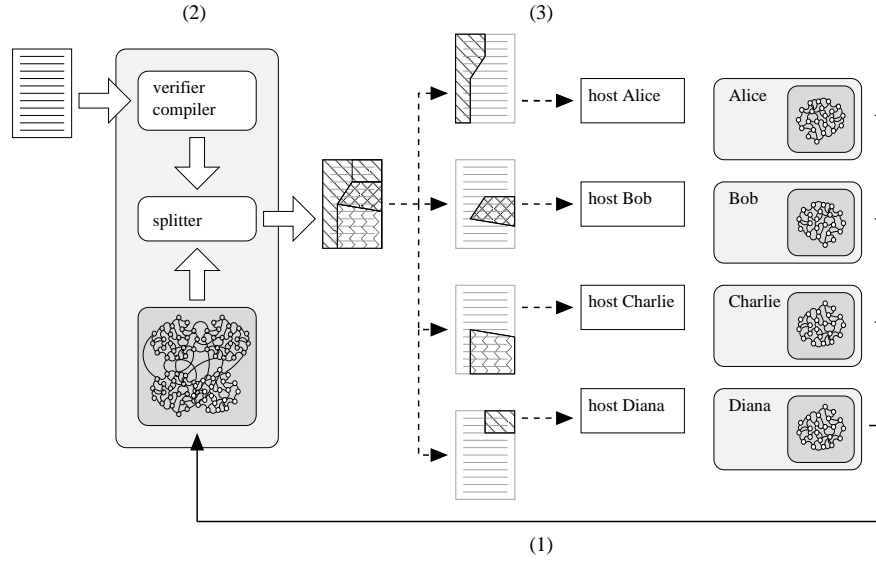 (2)
(3)
verifier
compiler
splitter
host Alice
Alice
host Bob
Bob
host Charlie
Charlie
host Diana
Diana
(1)